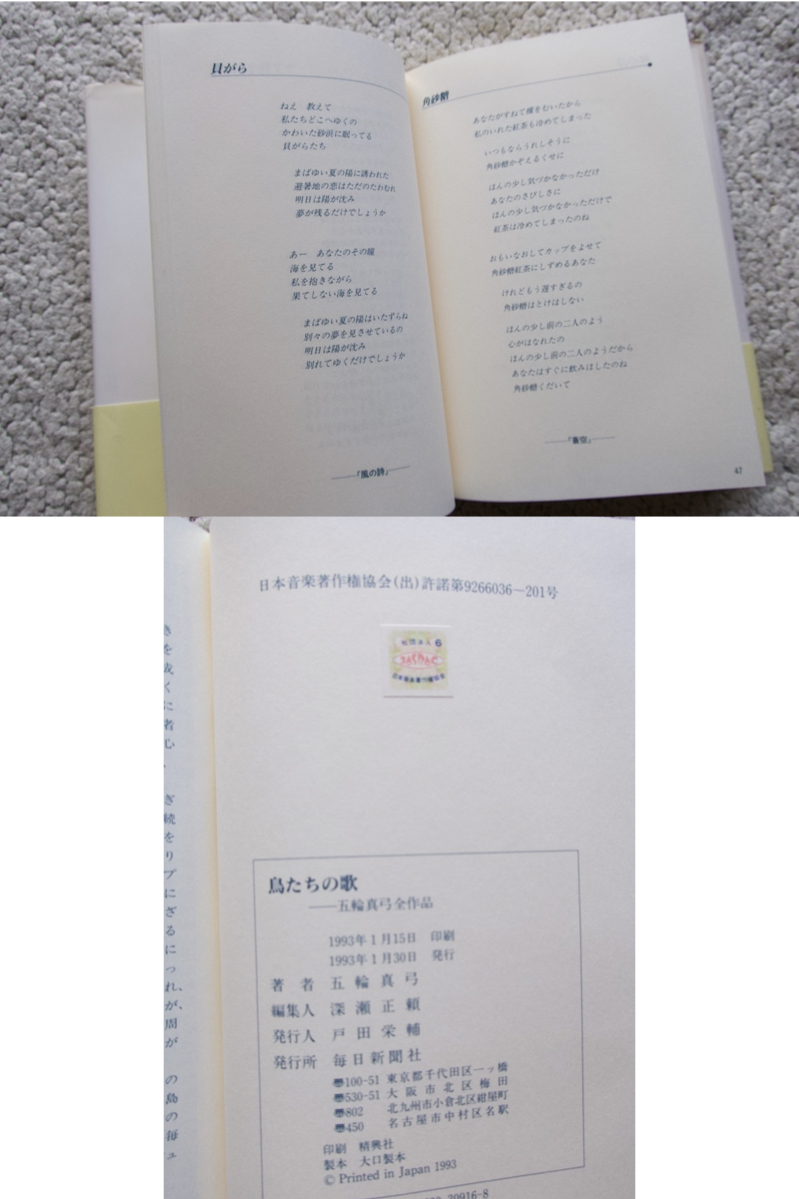 貝がら
ねえ　教えて
私たちどこへゆくの
かわいた砂浜に眠ってる
貝がらたち
まばゆい夏の陽に誘われた
避暑地の恋はただのたわむれ
明日は陽が沈み
夢が残るだけでしょうか
あー　あなたのその瞳
海を見てる
私を抱きながら
果てしない海を見てる
まばゆい夏の陽はいたずらね
別々の夢を見させているの
明日は陽が沈み
別れてゆくだけでしょうか
——「風の詩」——
角砂糖
あなたがすねて横をむいたから
私のいれた紅茶も冷めてしまった
いつもならうれしそうに
角砂糖かぞえるくせに
ほんの少し気づかなかっただけ
あなたのさびしさに
ほんの少し気づかなかっただけで
紅茶は冷めてしまったのね
おもいなおしてカップをよせて
角砂糖紅茶にしずめるあなた
けれどもう遅すぎるの
角砂糖はとけはしない
ほんの少し前の二人のよう
心がはなれたの
ほんの少し前の二人のようだから
あなたはすぐに飲みほしたのね
角砂糖くだいて
——「蒼空」——
42
日本音楽著作権協会(出)許諾第9266036—201号
社団法人 6
日本音楽著作権協会
鳥たちの歌
——五輪真弓全作品
1993年1月15日　印刷
1993年1月30日　発行
著　者　五　輪　真　弓
編集人　深　瀬　正　頼
発行人　戸　田　栄　輔
発行所　毎日新聞社
〠100-51 東京都千代田区一ッ橋
〠530-51 大阪市北区梅田
〠802 北九州市小倉北区紺屋町
〠450 名古屋市中村区名駅
印刷　精興社
製本　大口製本
© Printed in Japan 1993
20916-8